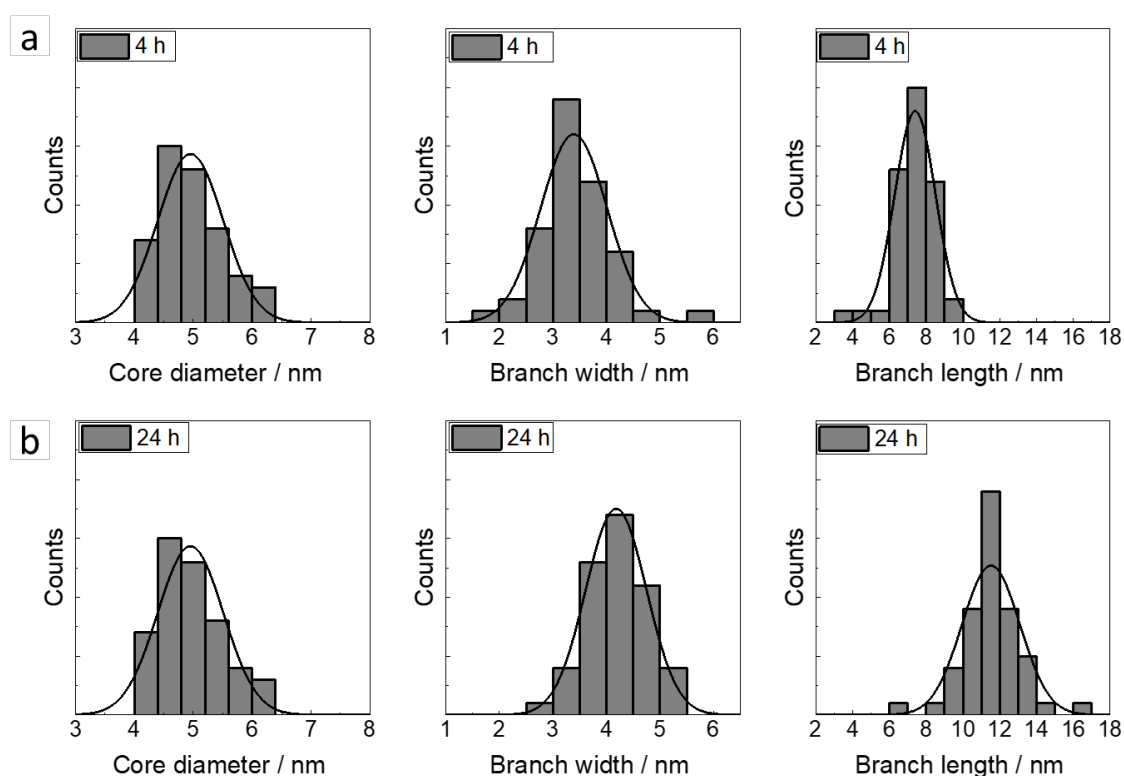 a
4 h
4 h
4 h
Counts
Counts
Counts
3 4 5 6 7 8
1 2 3 4 5 6
2 4 6 8 10 12 14 16 18
Core diameter / nm
Branch width / nm
Branch length / nm
b
24 h
24 h
24 h
Counts
Counts
Counts
3 4 5 6 7 8
1 2 3 4 5 6
2 4 6 8 10 12 14 16 18
Core diameter / nm
Branch width / nm
Branch length / nm